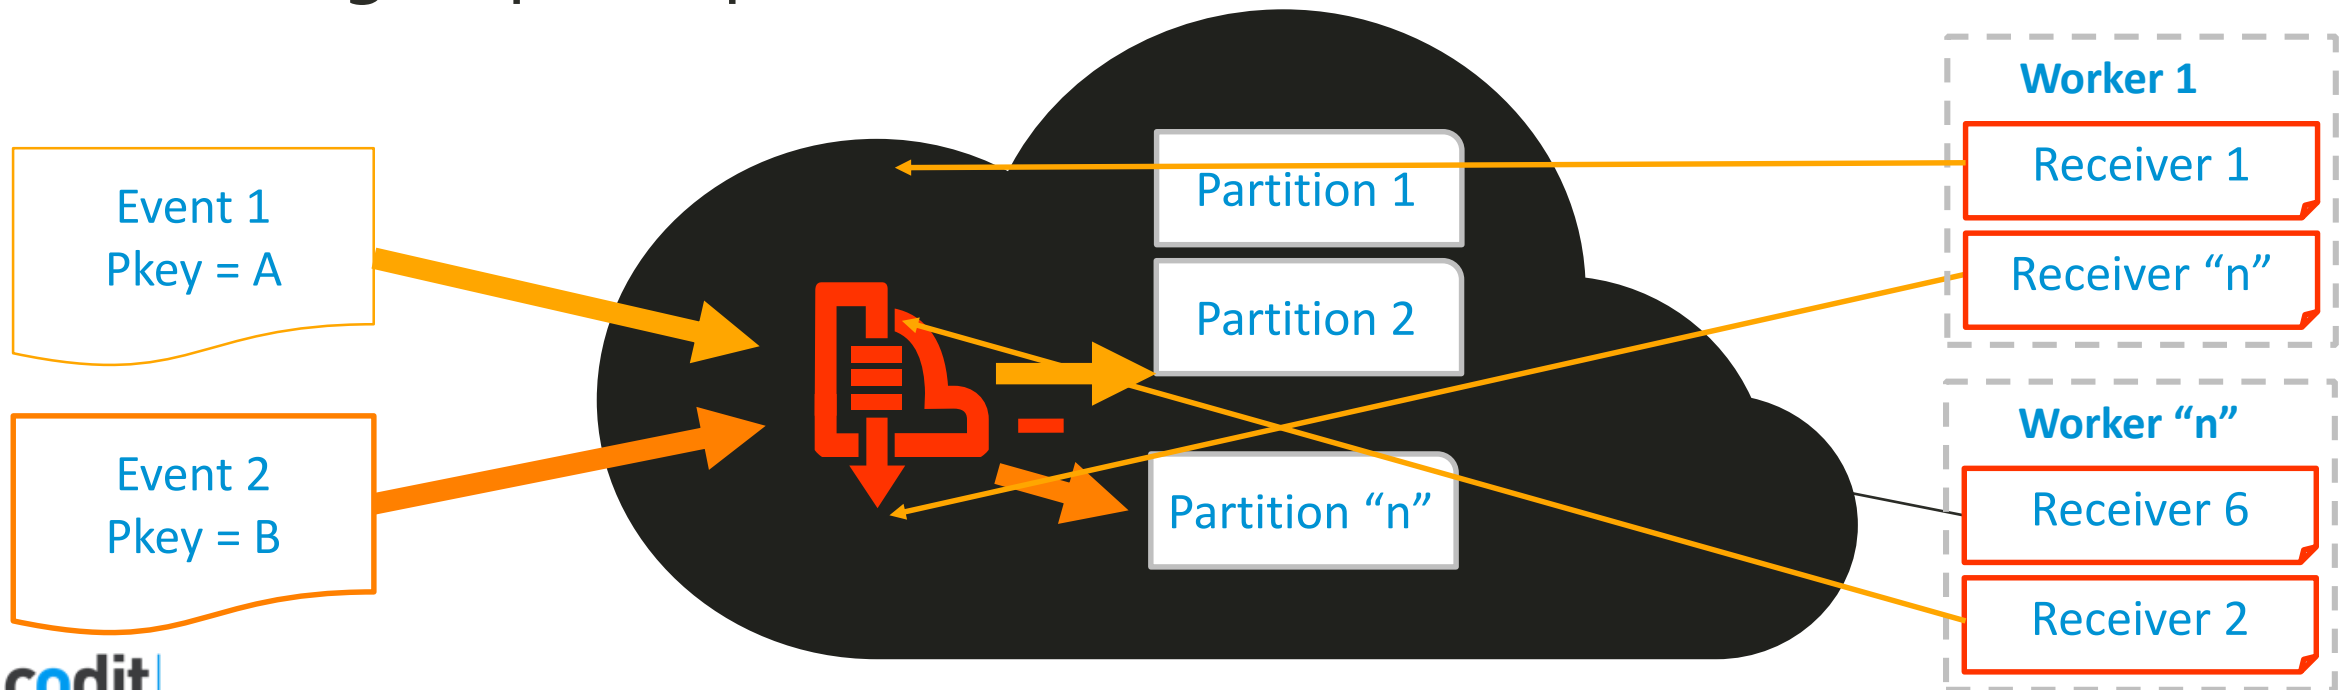 Event 1
Pkey = A
Event 2
Pkey = B
Partition 1
Partition 2
Partition “n”
Worker 1
Receiver 1
Receiver “n”
Worker “n”
Receiver 6
Receiver 2
codit